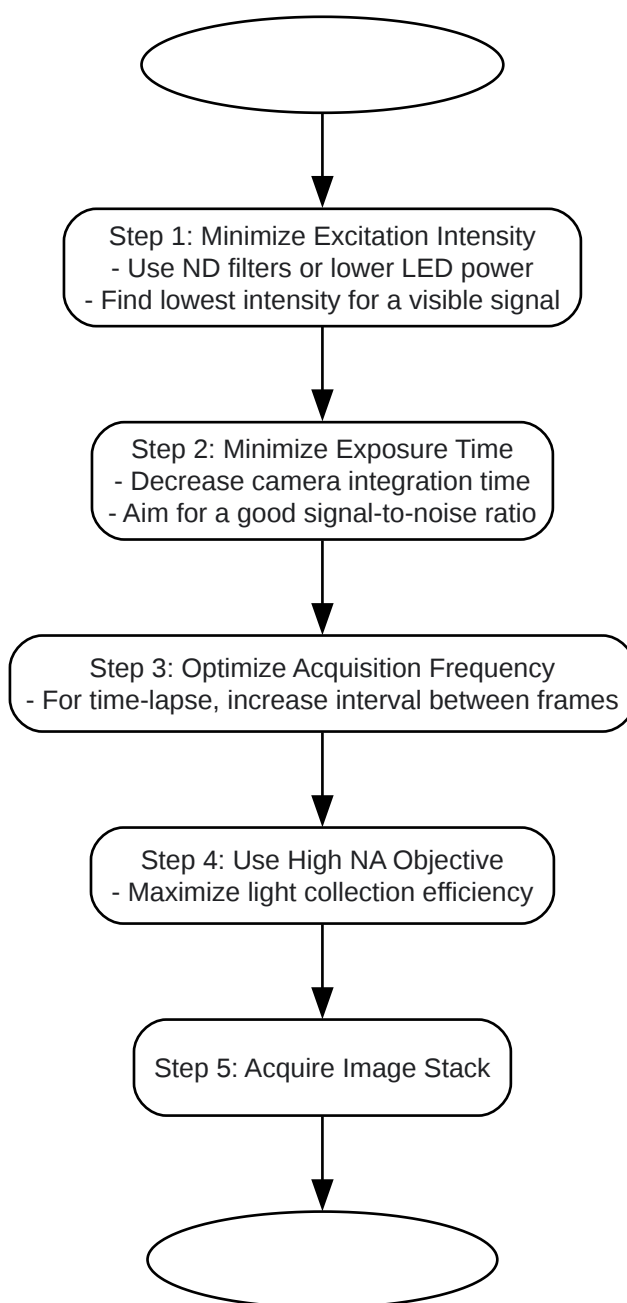 Step 1: Minimize Excitation Intensity
- Use ND filters or lower LED power
- Find lowest intensity for a visible signal
Step 2: Minimize Exposure Time
- Decrease camera integration time
- Aim for a good signal-to-noise ratio
Step 3: Optimize Acquisition Frequency
- For time-lapse, increase interval between frames
Step 4: Use High NA Objective
- Maximize light collection efficiency
Step 5: Acquire Image Stack